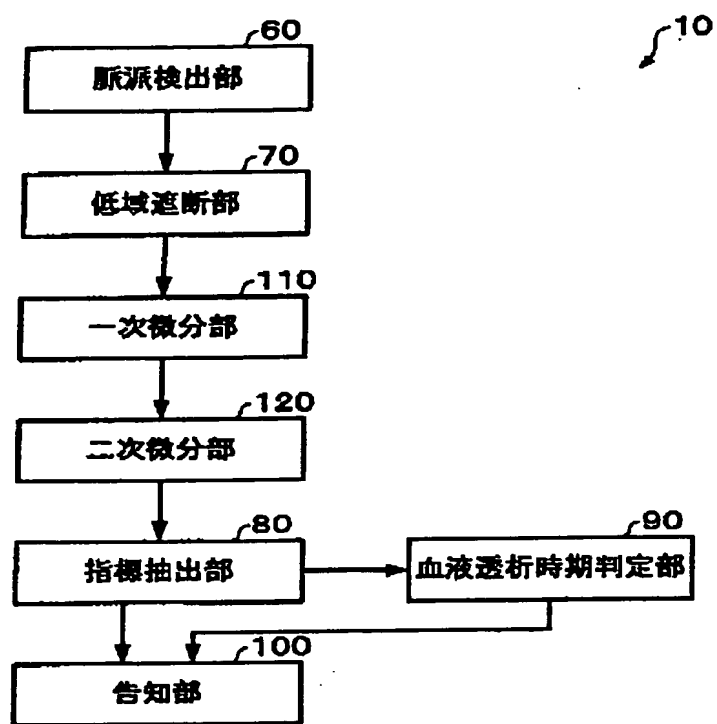 60
10
脈派検出部
70
低域遮断部
110
一次微分部
120
二次微分部
80
90
指標抽出部
血液透析時期判定部
100
告知部